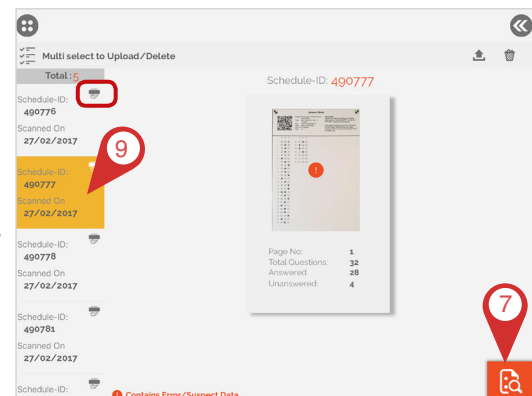 Multi select to Upload/Delete
Total :5
Schedule-ID:
490776
Scanned On
27/02/2017
9
Schedule-ID:
490777
Scanned On
27/02/2017
Schedule-ID:
490778
Scanned On
27/02/2017
Schedule-ID:
490781
Scanned On
27/02/2017
Schedule-ID:
Schedule-ID: 490777
Page No: 1
Total Questions: 32
Answered: 28
Unanswered: 4
7
! Contains Error/Suspect Data